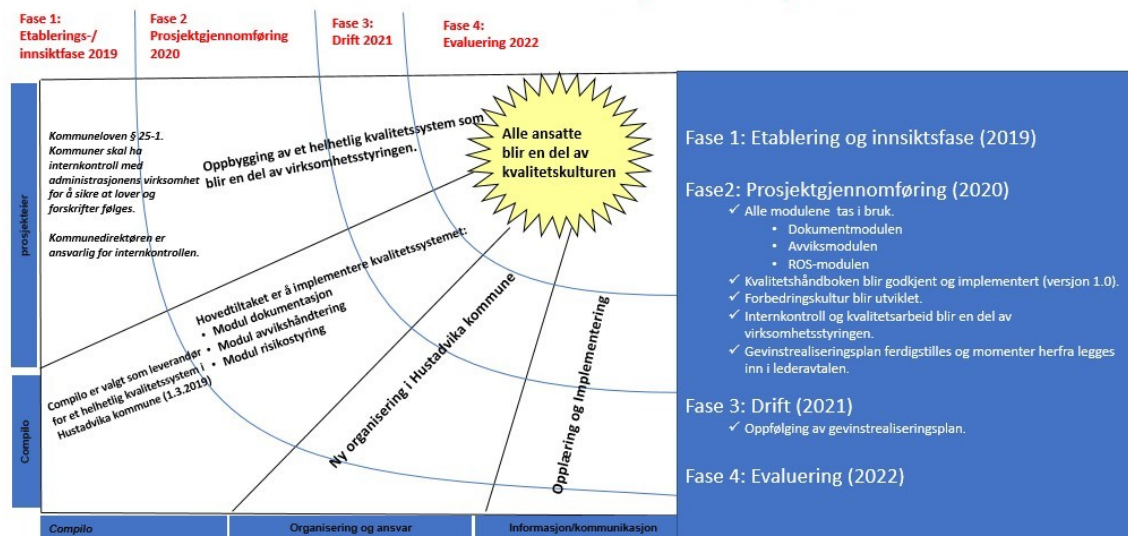 Fase 1:
Etablerings-/
innsiktfase 2019
Fase 2
Prosjektgjennomføring
2020
Fase 3:
Drift 2021
Fase 4:
Evaluering 2022
prosjekteier
Kommuneloven § 25-1.
Kommuner skal ha
internkontroll med
administrasjonens virksomhet
for å sikre at lover og
forskrifter følges.
Kommunedirektøren er
ansvarlig for internkontrollen.
Oppbygging av et helhetlig kvalitetssystem som
blir en del av virksomhetsstyringen.
Alle ansatte
blir en del av
kvalitetskulturen
Hovedtiltaket er å implementere kvalitetssystemet:
• Modul dokumentasjon
• Modul avvikshåndtering
• Modul risikostyring
Compilo er valgt som leverandør
for et helhetlig kvalitetssystem i
Hustadvika kommune (1.3.2019)
Ny organisering i Hustadvika kommune
Opplæring og Implementering
Compilo
Compilo
Organisering og ansvar
Informasjon/kommunikasjon
Fase 1: Etablering og innsiktsfase (2019)
Fase2: Prosjektgjennomføring (2020)
✓ Alle modulene tas i bruk.
• Dokumentmodulen
• Avviksmodulen
• ROS-modulen
✓ Kvalitetshåndboken blir godkjent og implementert (versjon 1.0).
✓ Forbedringskultur blir utviklet.
✓ Internkontroll og kvalitetsarbeid blir en del av
virksomhetsstyringen.
✓ Gevinstrealiseringsplan ferdigstilles og momenter herfra legges
inn i lederavtalen.
Fase 3: Drift (2021)
✓ Oppfølging av gevinstrealiseringsplan.
Fase 4: Evaluering (2022)